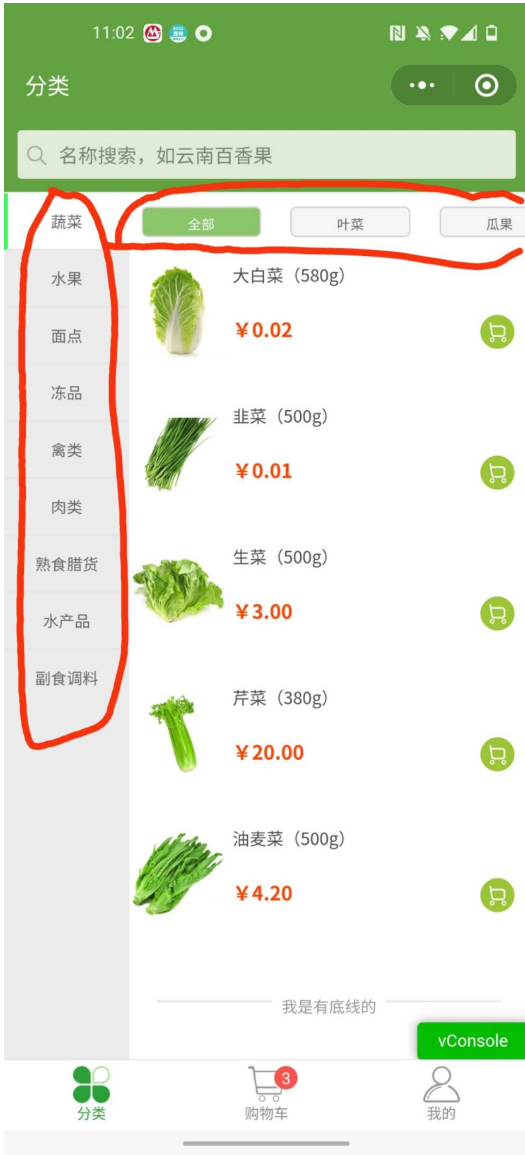 11:02
分类
名称搜索，如云南百香果
蔬菜
水果
面点
冻品
禽类
肉类
熟食腊货
水产品
副食调料
全部
叶菜
瓜果
大白菜（580g）
￥0.02
韭菜（500g）
￥0.01
生菜（500g）
￥3.00
芹菜（380g）
￥20.00
油麦菜（500g）
￥4.20
我是有底线的
vConsole
3
分类
购物车
我的